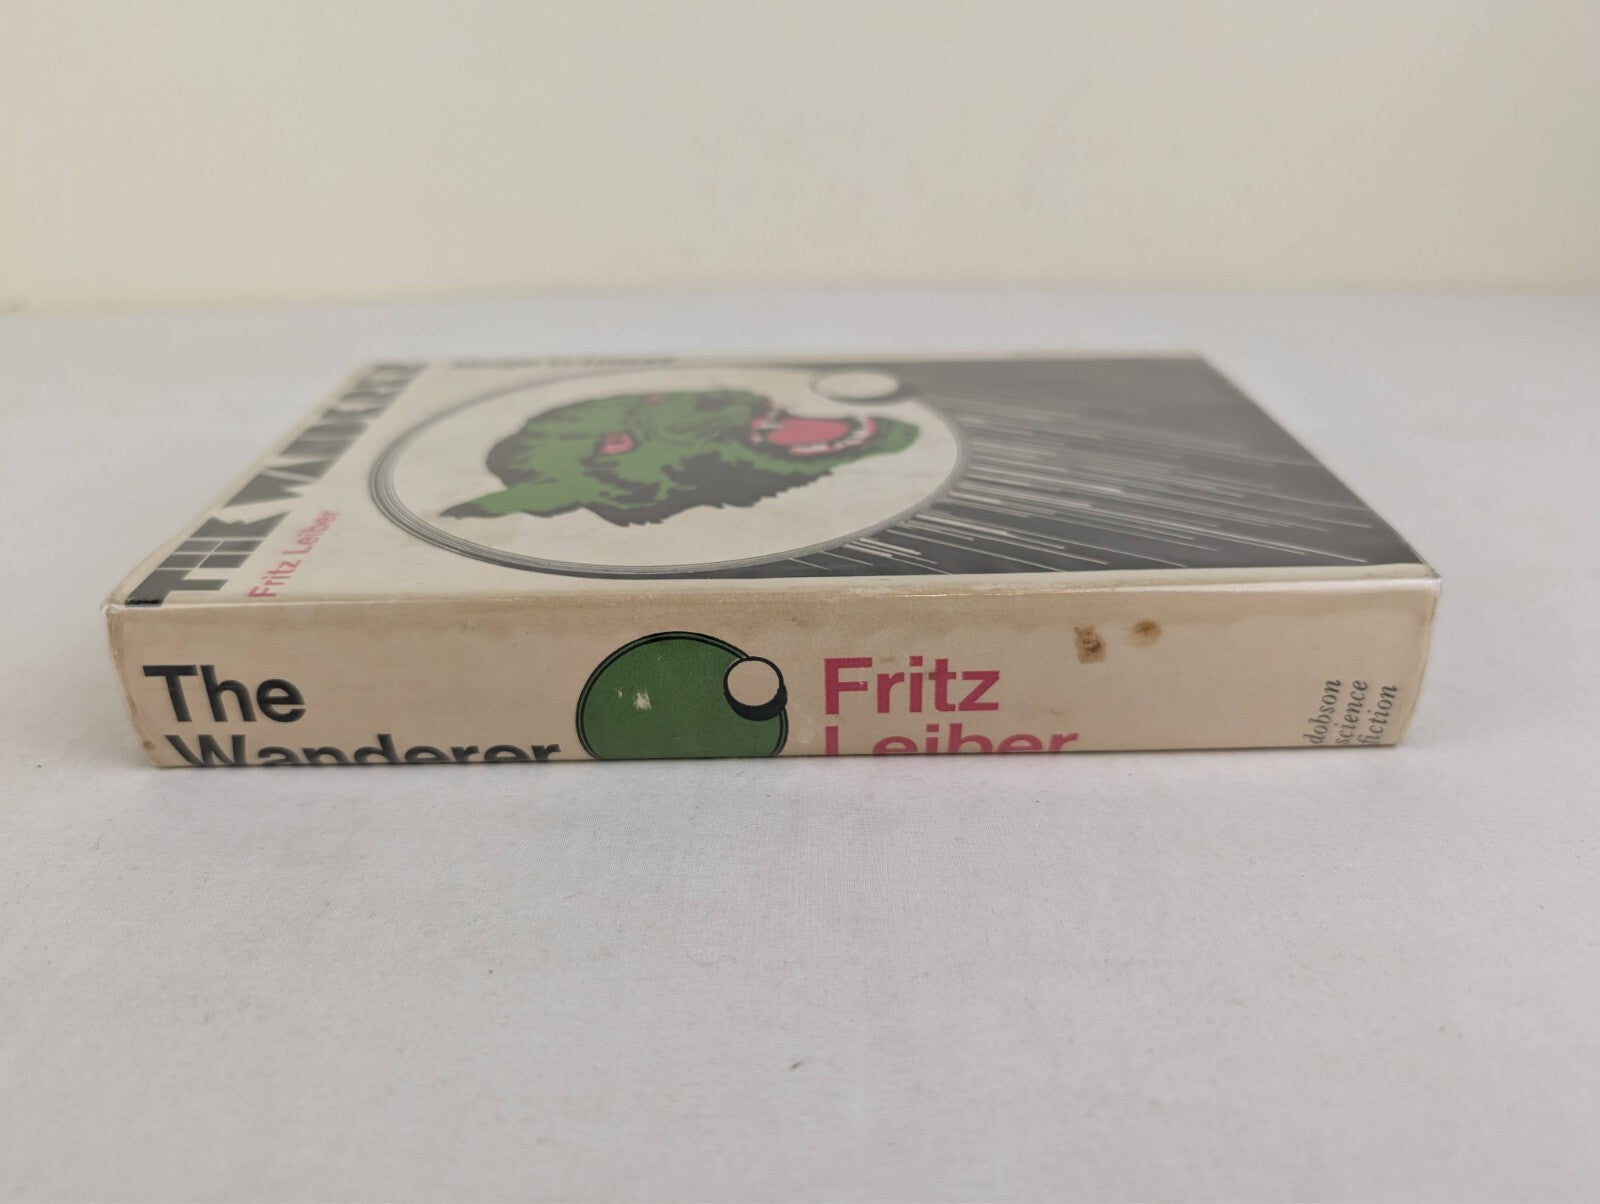 THE WANDERER
Fritz Leiber
The
Wanderer
Fritz
Leiber
dobson
science
fiction